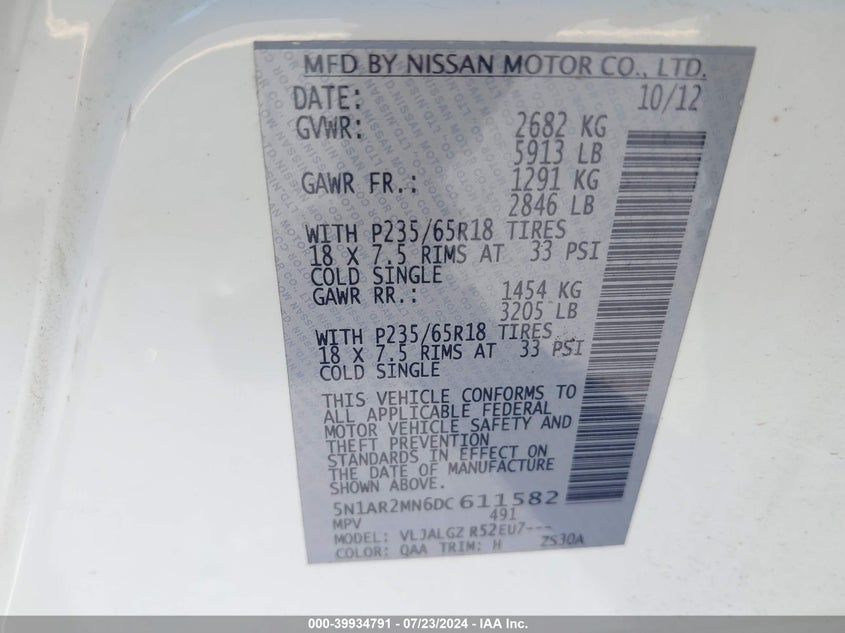 MFD BY NISSAN MOTOR CO., LTD.
DATE: 10/12
GVWR: 2682 KG
5913 LB
GAWR FR.: 1291 KG
2846 LB
WITH P235/65R18 TIRES
18 X 7.5 RIMS AT 33 PSI
COLD SINGLE
GAWR RR.: 1454 KG
3205 LB
WITH P235/65R18 TIRES
18 X 7.5 RIMS AT 33 PSI
COLD SINGLE
THIS VEHICLE CONFORMS TO
ALL APPLICABLE FEDERAL
MOTOR VEHICLE SAFETY AND
THEFT PREVENTION
STANDARDS IN EFFECT ON
THE DATE OF MANUFACTURE
SHOWN ABOVE.
5N1AR2MN6DC611582
MPV 491
MODEL: VLJALGZ R52EU7---
COLOR: QAA TRIM: H ZS30A
000-39934791 - 07/23/2024 - Copyright IAA, Inc.